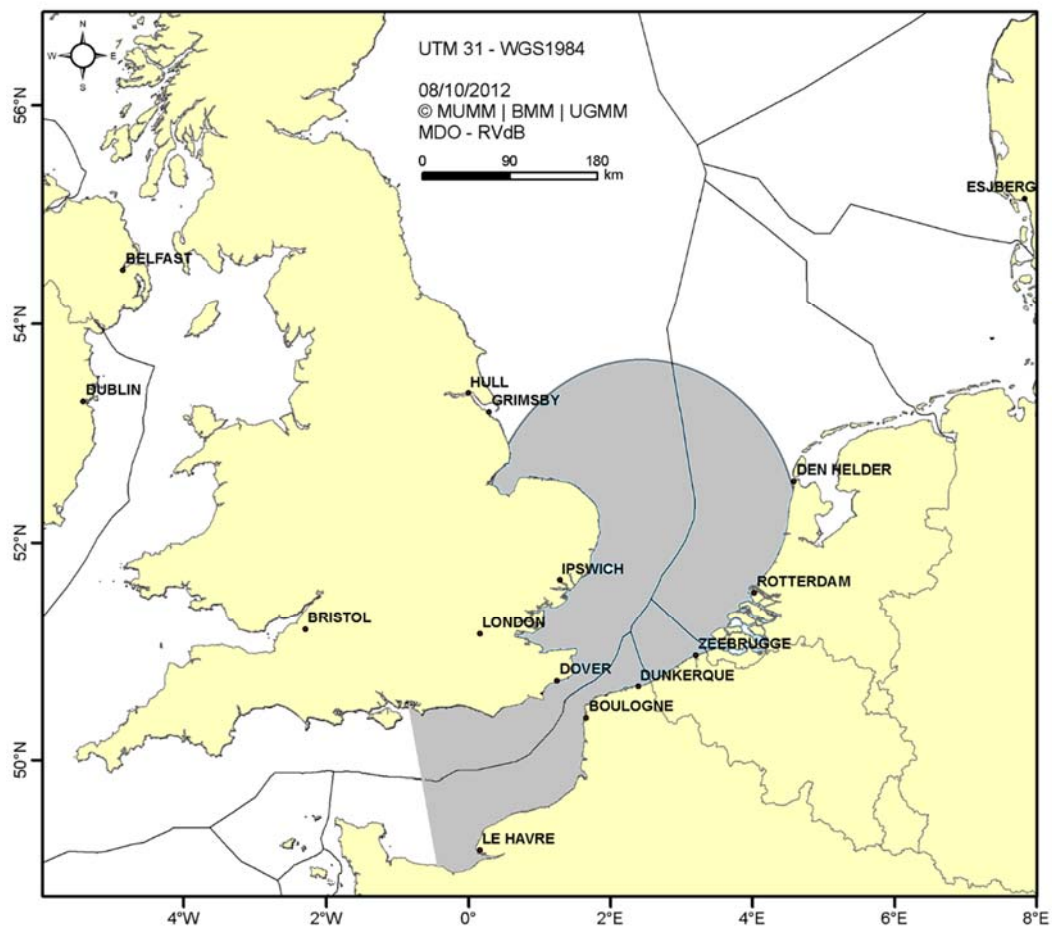 N
W E
S
UTM 31 - WGS1984
08/10/2012
© MUMM | BMM | UGMM
MDO - RVdB
0 90 180
km
56°N
54°N
52°N
50°N
ESJBERG
BELFAST
DUBLIN
HULL
GRIMSBY
DEN HELDER
IPSWICH
ROTTERDAM
BRISTOL
LONDON
ZEEBRUGGE
DOVER
DUNKERQUE
BOULOGNE
LE HAVRE
4°W 2°W 0° 2°E 4°E 6°E 8°E